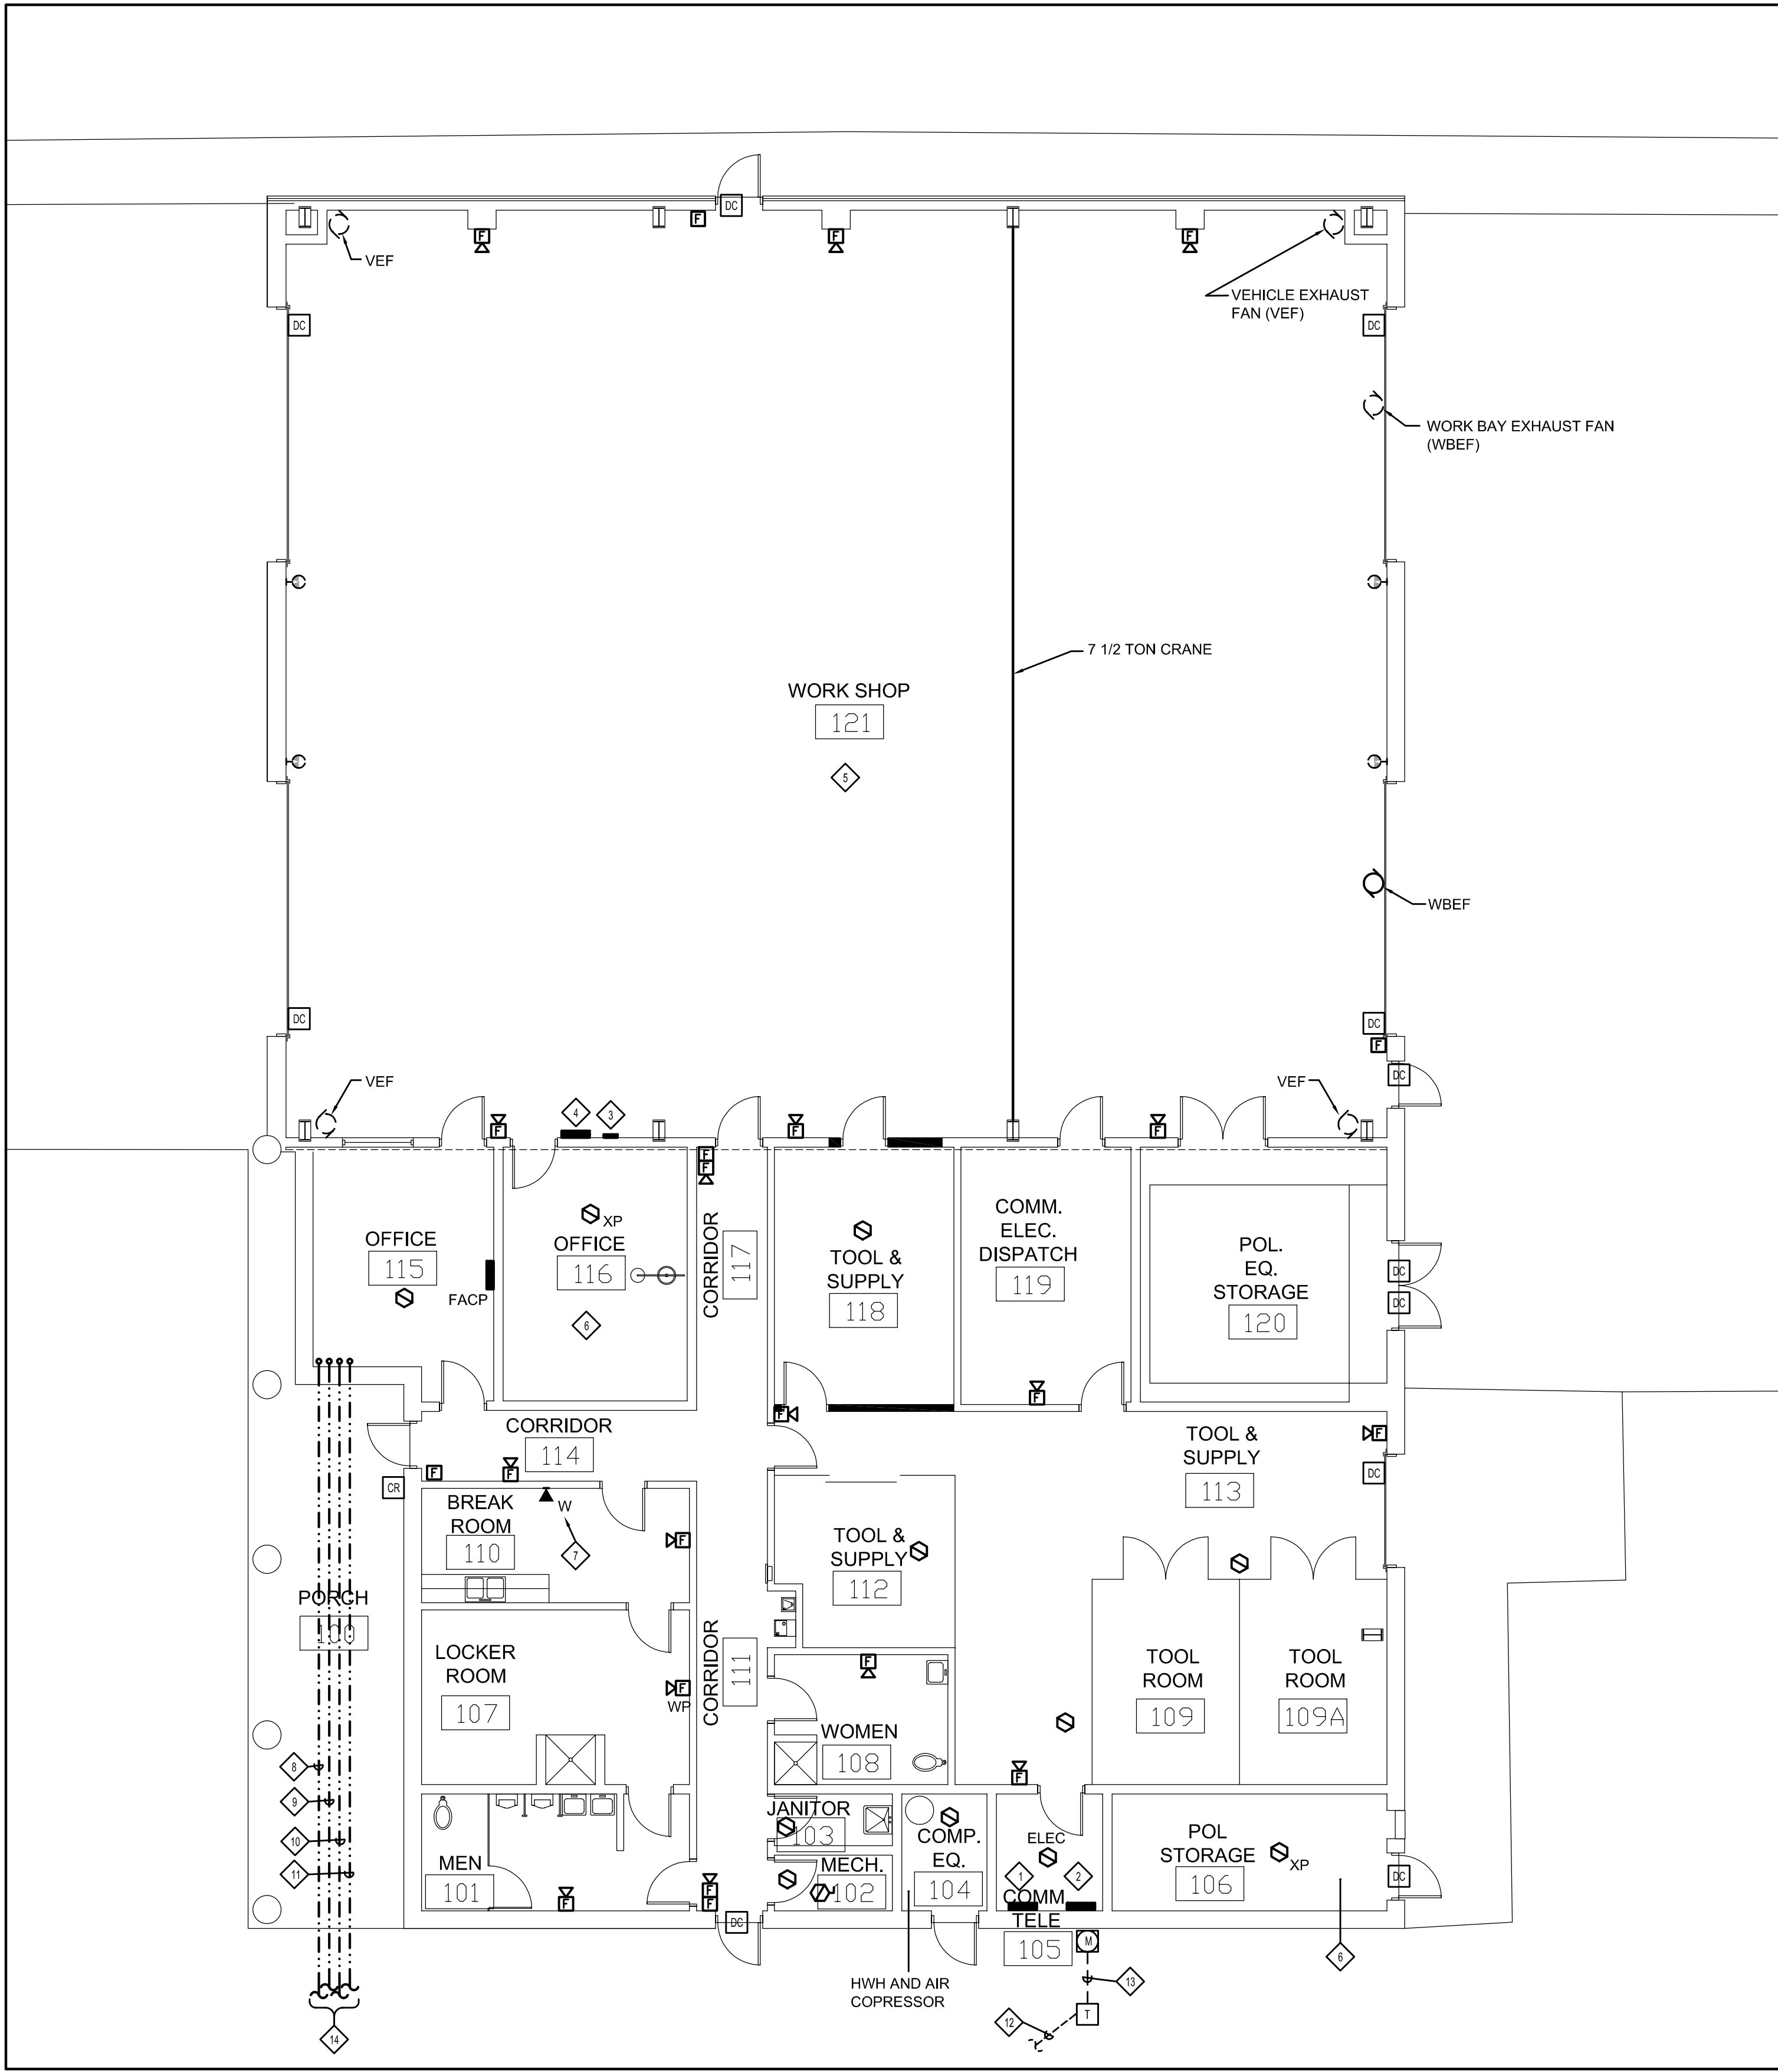 DC
F
F
F
F
VEF
VEHICLE EXHAUST
FAN (VEF)
DC
DC
WORK BAY EXHAUST FAN
(WBEF)
7 1/2 TON CRANE
WORK SHOP
121
5
WBEF
DC
DC
F
DC
VEF
VEF
4
3
F
F
F
F
F
COMM.
ELEC.
DISPATCH
119
XP
OFFICE
116
6
OFFICE
115
FACP
CORRIDOR
117
TOOL &
SUPPLY
118
POL.
EQ.
STORAGE
120
DC
DC
F
F
F
CORRIDOR
114
F
F
TOOL &
SUPPLY
113
DC
CR
BREAK
ROOM
110
W
7
F
TOOL &
SUPPLY
112
PORCH
100
LOCKER
ROOM
107
F
WP
CORRIDOR
111
F
TOOL
ROOM
109
TOOL
ROOM
109A
WOMEN
108
8
9
10
11
F
JANITOR
103
MEN
101
F
F
F
MECH.
102
COMP.
EQ.
104
ELEC
1
2
COMM
TELE
105
POL
STORAGE
106
XP
DC
DC
M
6
HWH AND AIR
COPRESSOR
13
T
12
14